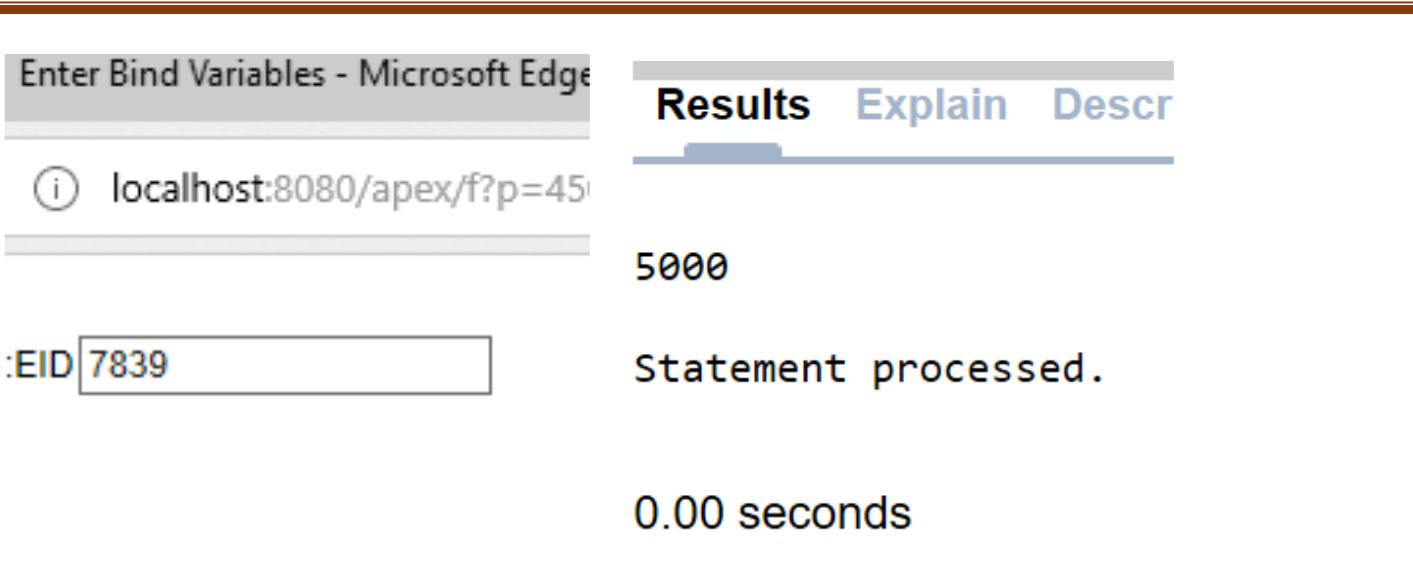 Enter Bind Variables - Microsoft Edge
localhost:8080/apex/f?p=45
:EID 7839
Results Explain Descr
5000
Statement processed.
0.00 seconds